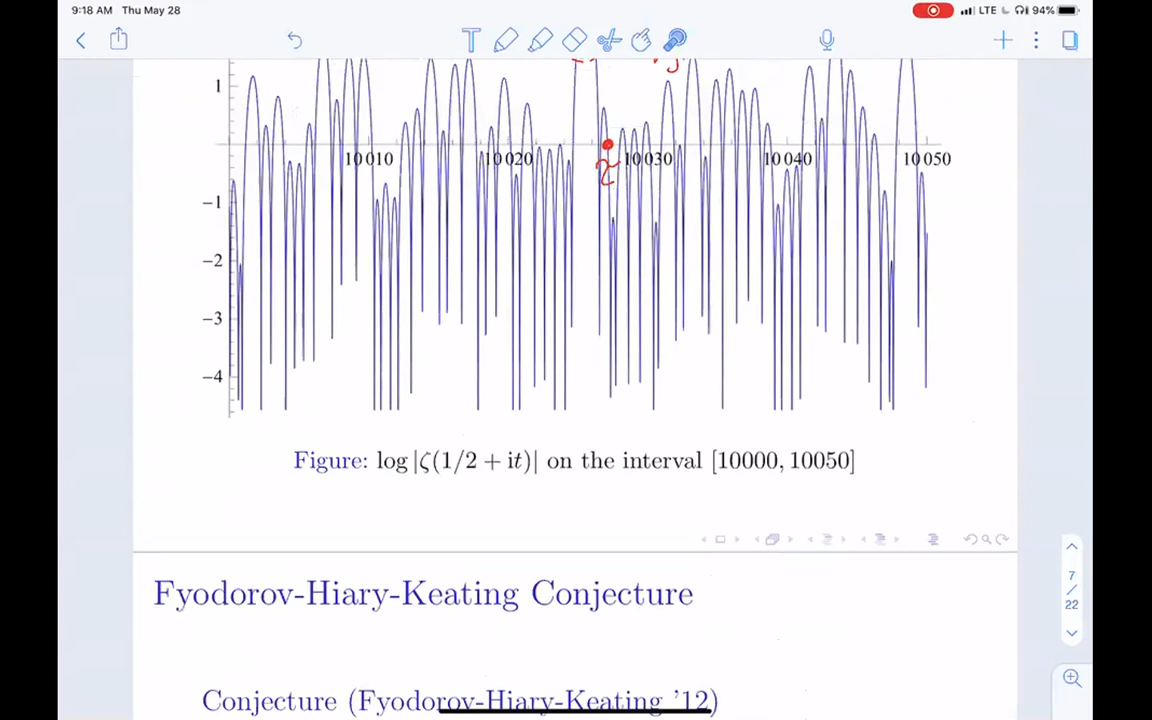 9:18 AM Thu May 28
LTE 94%
1
10 010 10 020 10 030 10 040 10 050
τ
−1
−2
−3
−4
Figure: log |ζ(1/2 + it)| on the interval [10000, 10050]
Fyodorov-Hiary-Keating Conjecture
7
/
22
Conjecture (Fyodorov-Hiary-Keating '12)